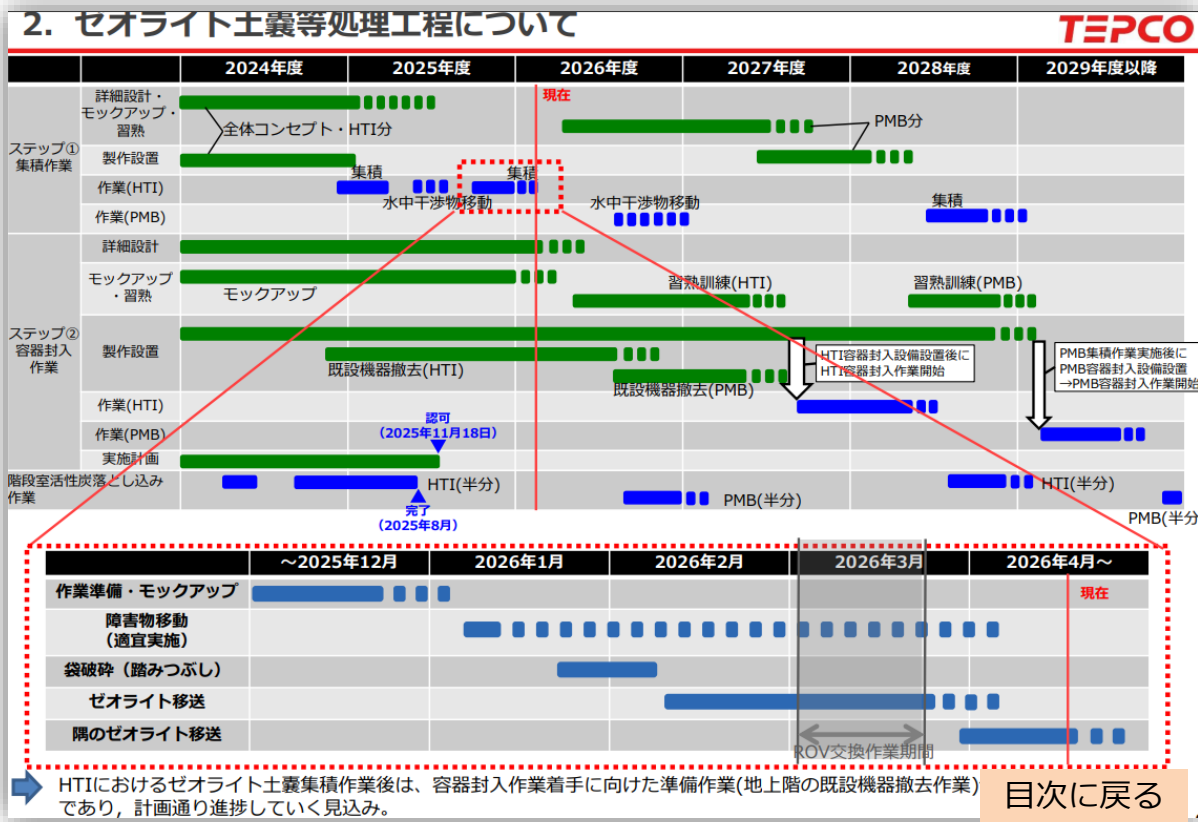 2. ゼオライト土嚢等処理工程について
TEPCO
2024年度 2025年度 2026年度 2027年度 2028年度 2029年度以降
現在
ステップ①
集積作業
詳細設計・
モックアップ・
習熟
全体コンセプト・HTI分
PMB分
製作設置
作業(HTI)
集積
水中干渉物移動
集積
作業(PMB)
水中干渉物移動
集積
ステップ②
容器封入
作業
詳細設計
モックアップ
・習熟
モックアップ
習熟訓練(HTI)
習熟訓練(PMB)
製作設置
既設機器撤去(HTI)
既設機器撤去(PMB)
HTI容器封入設備設置後に
HTI容器封入作業開始
PMB集積作業実施後に
PMB容器封入設備設置
→PMB容器封入作業開始
作業(HTI)
作業(PMB)
認可
(2025年11月18日)
実施計画
階段室活性炭落とし込み
作業
HTI(半分)
完了
(2025年8月)
PMB(半分)
HTI(半分)
PMB(半分
～2025年12月 2026年1月 2026年2月 2026年3月 2026年4月～
作業準備・モックアップ
現在
障害物移動
(適宜実施)
袋破砕（踏みつぶし）
ゼオライト移送
隅のゼオライト移送
ROV交換作業期間
HTIにおけるゼオライト土嚢集積作業後は、容器封入作業着手に向けた準備作業(地上階の既設機器撤去作業)
であり，計画通り進捗していく見込み。
目次に戻る